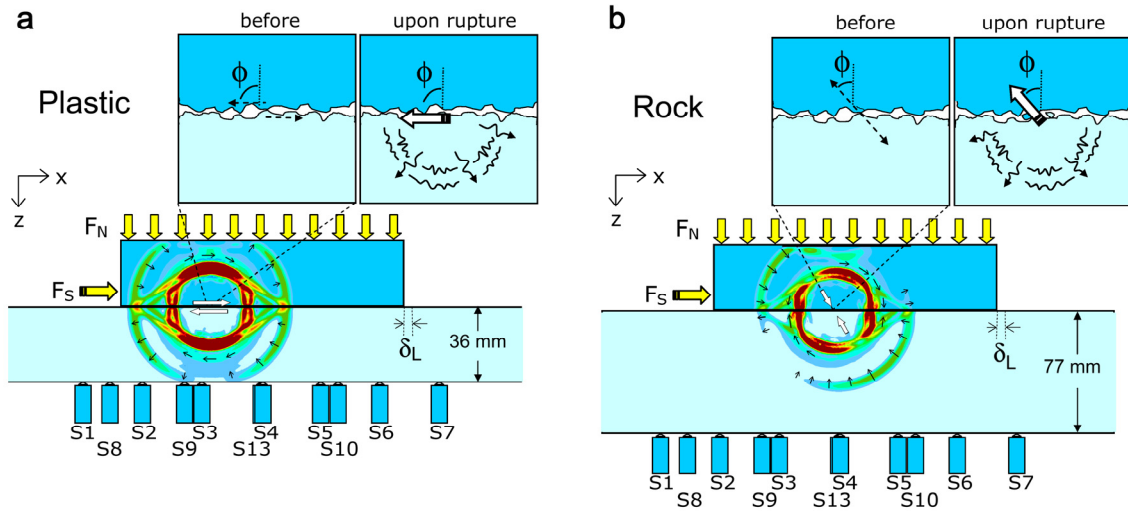 a
before
upon rupture
ϕ
ϕ
Plastic
x
z
F_N
F_S
δ_L
36 mm
S1
S2
S3
S4
S5
S6
S7
S8
S9
S13
S10
b
before
upon rupture
ϕ
ϕ
Rock
x
z
F_N
F_S
δ_L
77 mm
S1
S2
S3
S4
S5
S6
S7
S8
S9
S13
S10